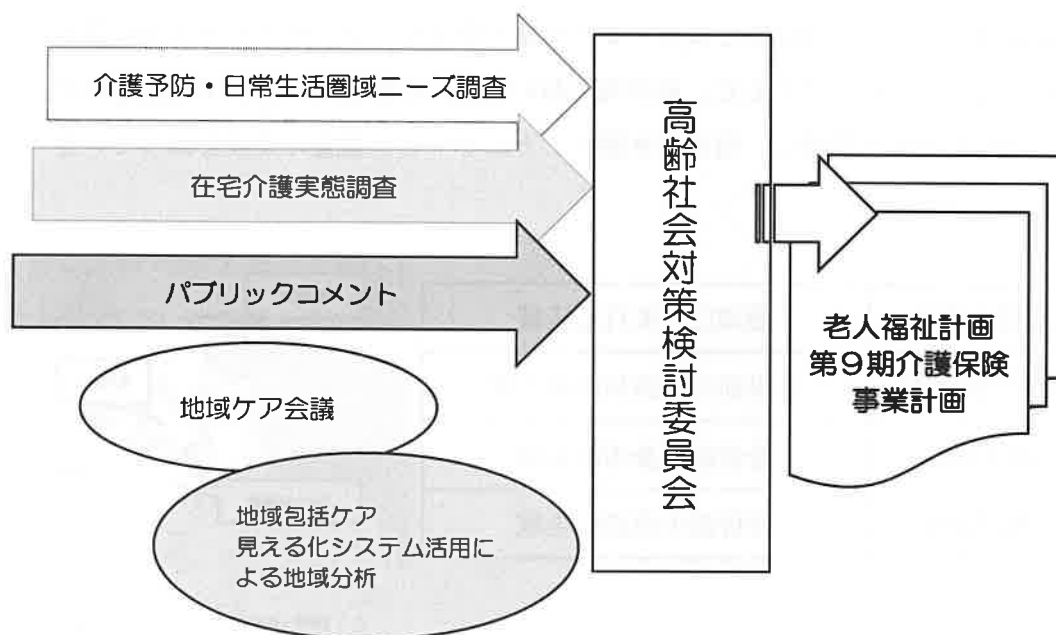 介護予防・日常生活圏域ニーズ調査
在宅介護実態調査
パブリックコメント
地域ケア会議
地域包括ケア
見える化システム活用に
よる地域分析
高齢社会対策検討委員会
老人福祉計画
第9期介護保険
事業計画